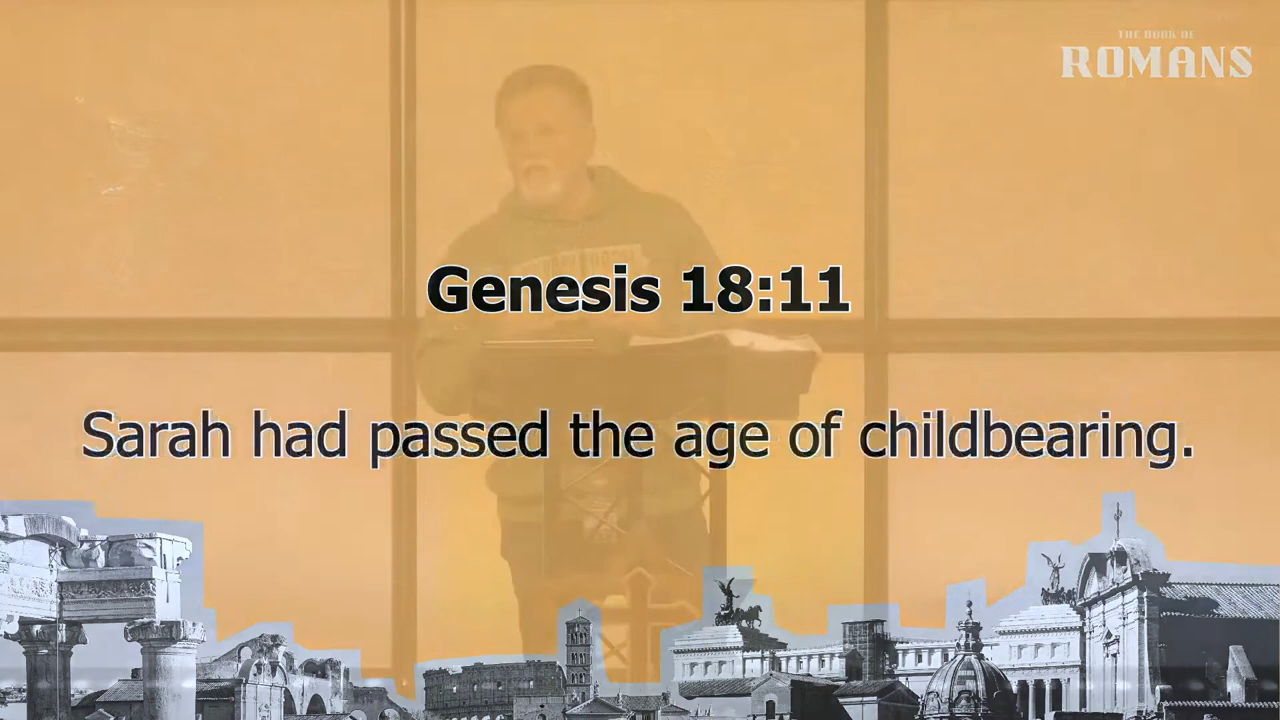 THE BOOK OF
ROMANS
Genesis 18:11
Sarah had passed the age of childbearing.